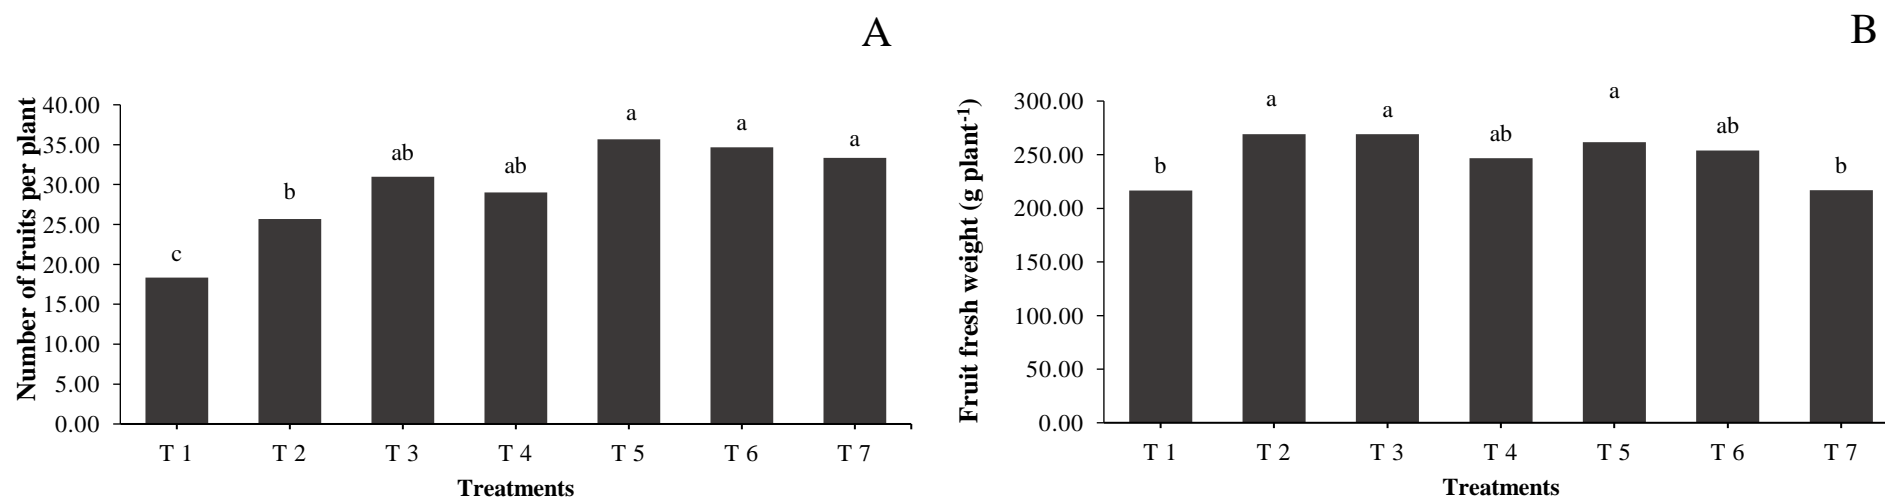 A
Number of fruits per plant
40.00
35.00
30.00
25.00
20.00
15.00
10.00
5.00
0.00
c
b
ab
ab
a
a
a
T 1
T 2
T 3
T 4
T 5
T 6
T 7
Treatments
B
Fruit fresh weight (g plant⁻¹)
300.00
250.00
200.00
150.00
100.00
50.00
0.00
b
a
a
ab
a
ab
b
T 1
T 2
T 3
T 4
T 5
T 6
T 7
Treatments